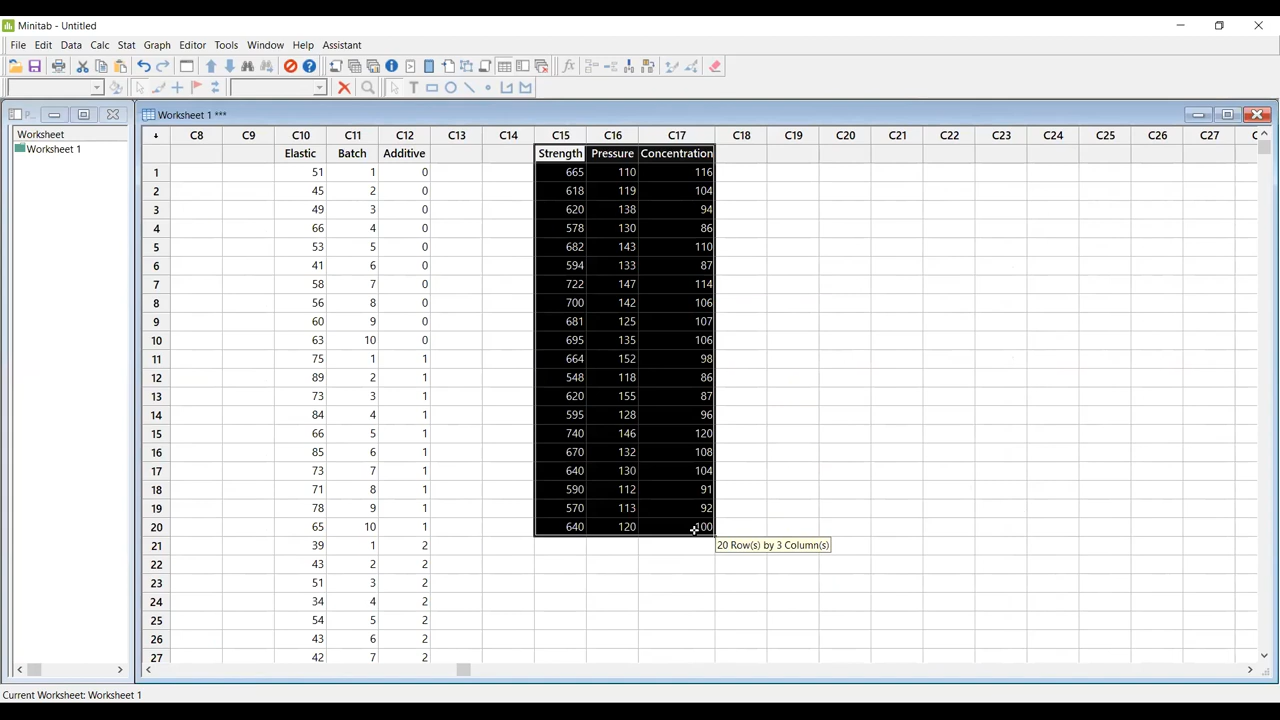 Minitab - Untitled
File Edit Data Calc Stat Graph Editor Tools Window Help Assistant
P...
Worksheet 1 ***
Worksheet
Worksheet 1
C8 C9 C10 C11 C12 C13 C14 C15 C16 C17 C18 C19 C20 C21 C22 C23 C24 C25 C26 C27
Elastic Batch Additive Strength Pressure Concentration
1 51 1 0 665 110 116
2 45 2 0 618 119 104
3 49 3 0 620 138 94
4 66 4 0 578 130 86
5 53 5 0 682 143 110
6 41 6 0 594 133 87
7 58 7 0 722 147 114
8 56 8 0 700 142 106
9 60 9 0 681 125 107
10 63 10 0 695 135 106
11 75 1 1 664 152 98
12 89 2 1 548 118 86
13 73 3 1 620 155 87
14 84 4 1 595 128 96
15 66 5 1 740 146 120
16 85 6 1 670 132 108
17 73 7 1 640 130 104
18 71 8 1 590 112 91
19 78 9 1 570 113 92
20 65 10 1 640 120 100
21 39 1 2
20 Row(s) by 3 Column(s)
22 43 2 2
23 51 3 2
24 34 4 2
25 54 5 2
26 43 6 2
27 42 7 2
Current Worksheet: Worksheet 1